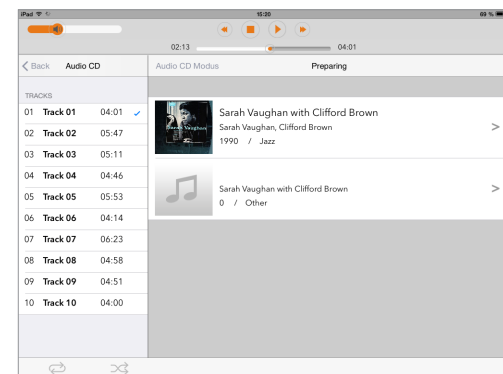 iPad 15:20 69 %
02:13 04:01
Back Audio CD Audio CD Modus Preparing
TRACKS
01 Track 01 04:01
02 Track 02 05:47
03 Track 03 05:11
04 Track 04 04:46
05 Track 05 05:53
06 Track 06 04:14
07 Track 07 06:23
08 Track 08 04:58
09 Track 09 04:51
10 Track 10 04:00
Sarah Vaughan
Sarah Vaughan with Clifford Brown
Sarah Vaughan, Clifford Brown
1990 / Jazz
Sarah Vaughan with Clifford Brown
0 / Other